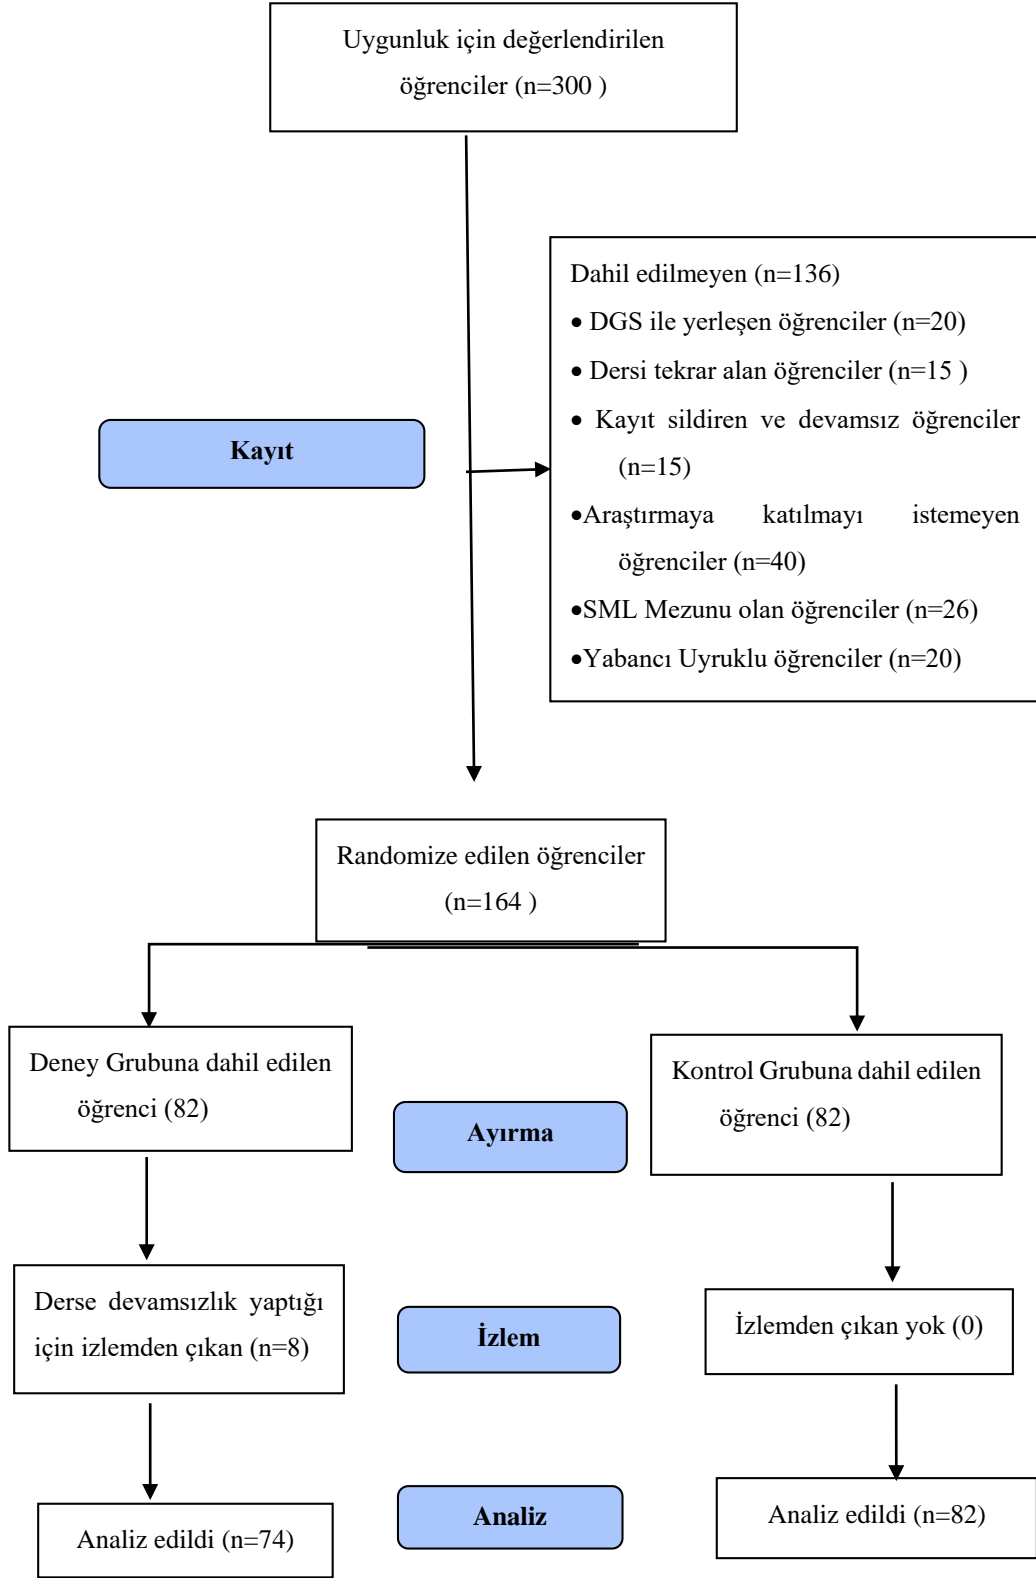 Uygunluk için değerlendirilen
öğrenciler (n=300 )
Dahil edilmeyen (n=136)
• DGS ile yerleşen öğrenciler (n=20)
• Dersi tekrar alan öğrenciler (n=15 )
• Kayıt sildiren ve devamsız öğrenciler
(n=15)
•Araştırmaya katılmayı istemeyen
öğrenciler (n=40)
•SML Mezunu olan öğrenciler (n=26)
•Yabancı Uyruklu öğrenciler (n=20)
Kayıt
Randomize edilen öğrenciler
(n=164 )
Deney Grubuna dahil edilen
öğrenci (82)
Kontrol Grubuna dahil edilen
öğrenci (82)
Ayırma
Derse devamsızlık yaptığı
için izlemden çıkan (n=8)
İzlem
İzlemden çıkan yok (0)
Analiz edildi (n=74)
Analiz
Analiz edildi (n=82)